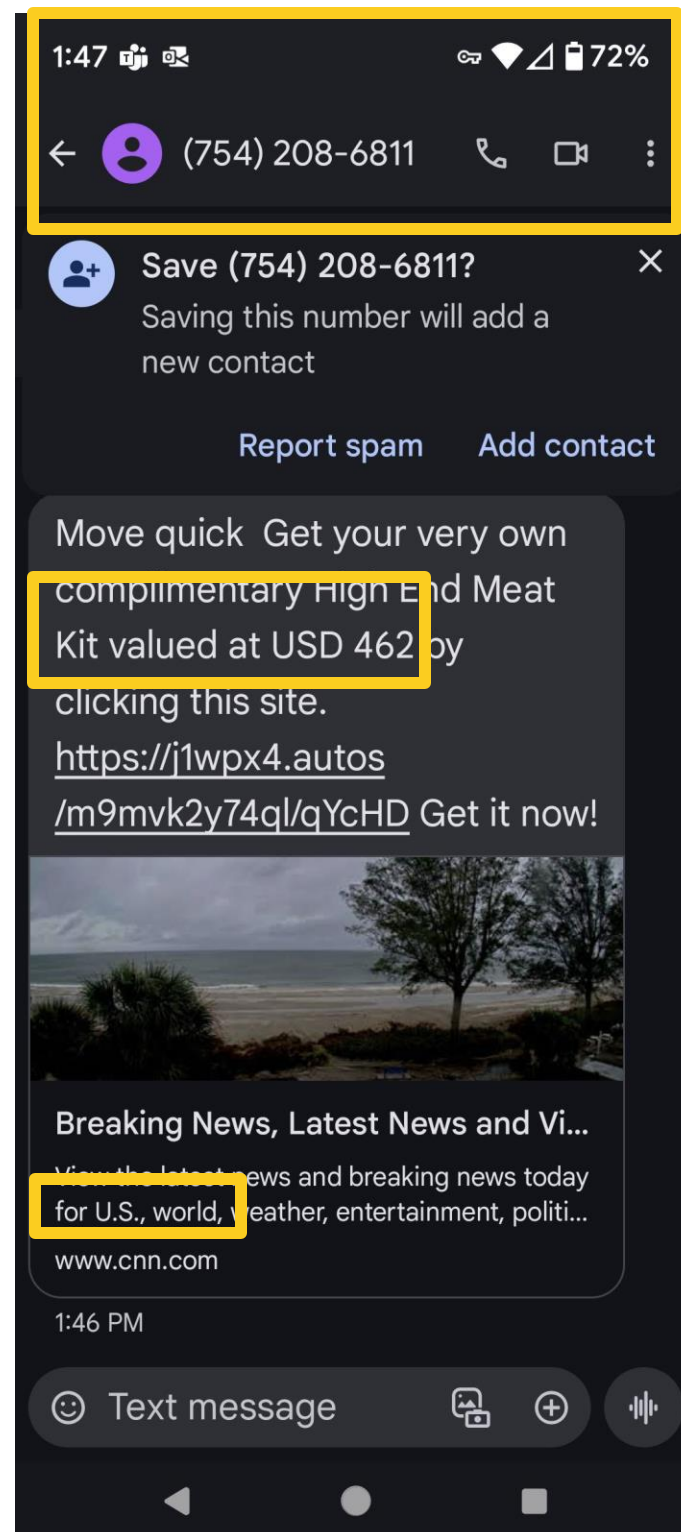 1:47 72%
(754) 208-6811
Save (754) 208-6811?
Saving this number will add a
new contact
Report spam Add contact
Move quick Get your very own
complimentary High End Meat
Kit valued at USD 462 by
clicking this site.
https://j1wpx4.autos
/m9mvk2y74ql/qYcHD Get it now!
Breaking News, Latest News and Vi...
View the latest news and breaking news today
for U.S., world, weather, entertainment, politi...
www.cnn.com
1:46 PM
Text message